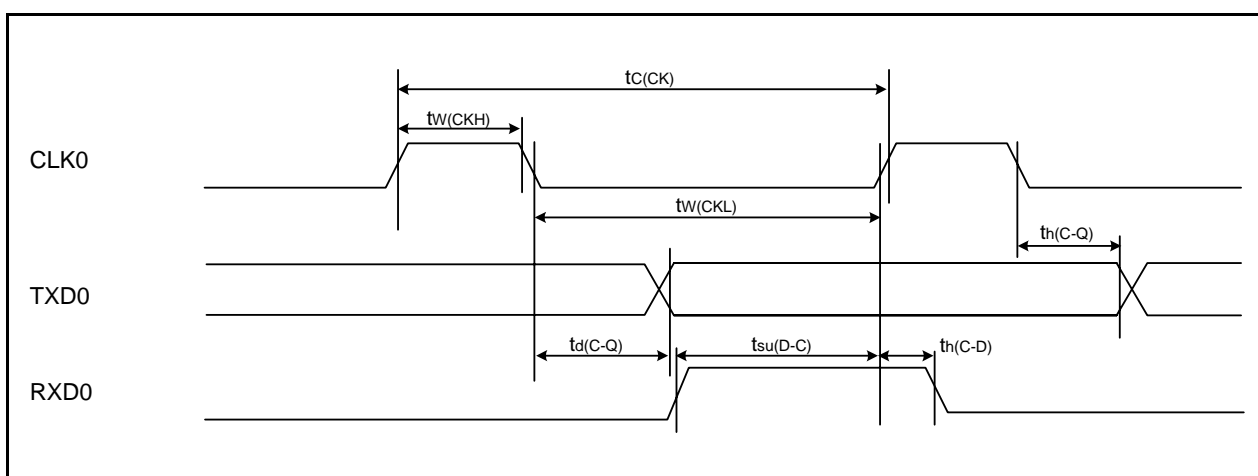 tC(CK)
tW(CKH)
CLK0
tW(CKL)
th(C-Q)
TXD0
td(C-Q)
tsu(D-C)
th(C-D)
RXD0